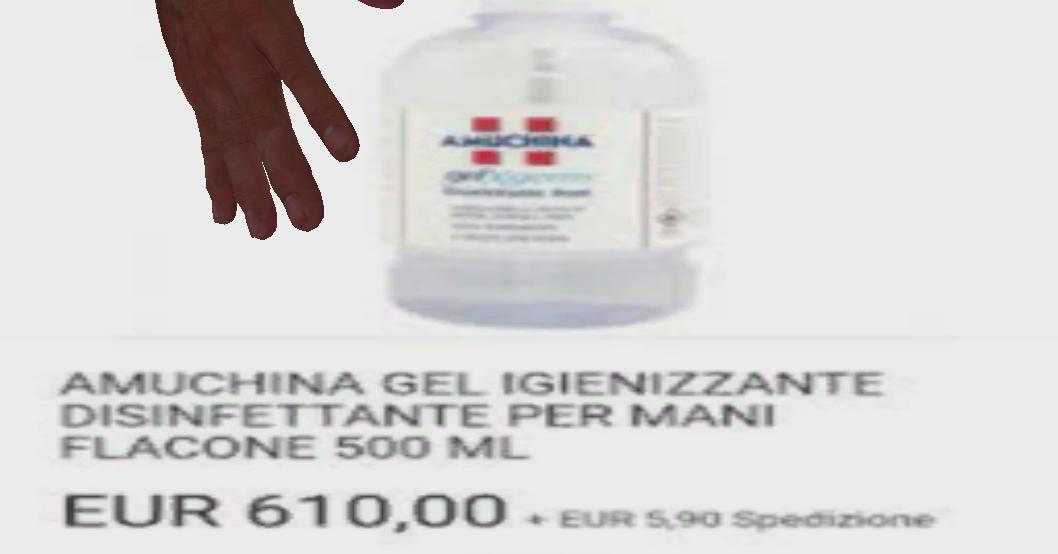 AMUCHINA
AMUCHINA GEL IGIENIZZANTE
DISINFETTANTE PER MANI
FLACONE 500 ML
EUR 610,00 + EUR 5,90 Spedizione